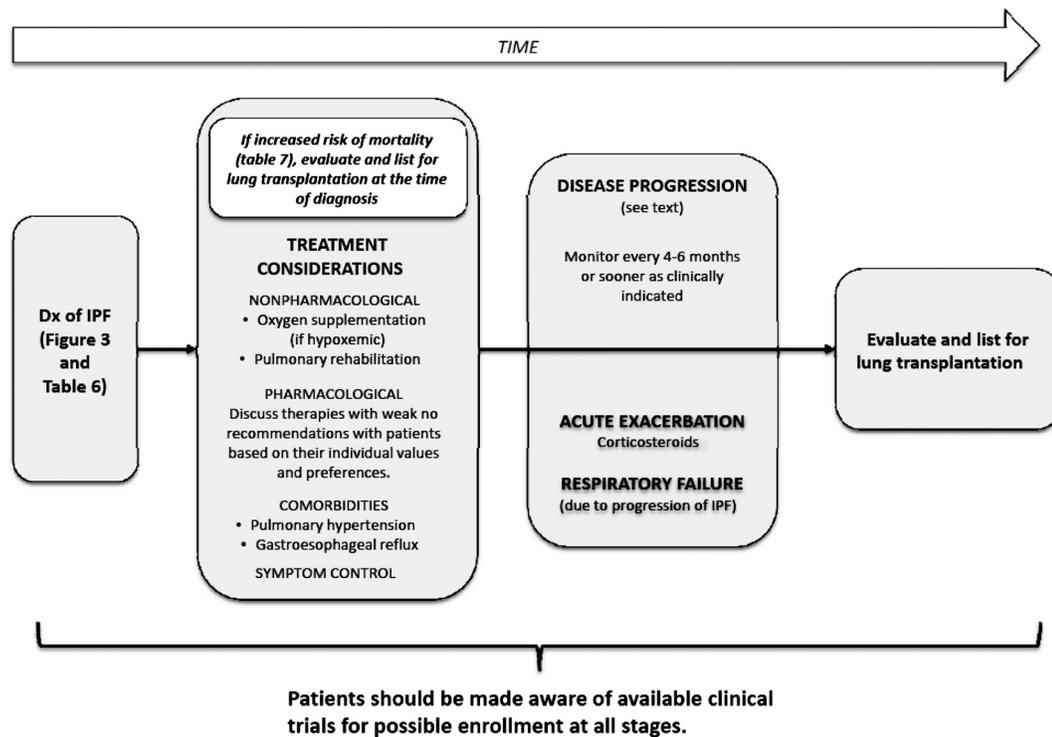 TIME
If increased risk of mortality
(table 7), evaluate and list for
lung transplantation at the time
of diagnosis
Dx of IPF
(Figure 3
and
Table 6)
TREATMENT
CONSIDERATIONS
NONPHARMACOLOGICAL
• Oxygen supplementation
(if hypoxemic)
• Pulmonary rehabilitation
PHARMACOLOGICAL
Discuss therapies with weak no
recommendations with patients
based on their individual values
and preferences.
COMORBIDITIES
• Pulmonary hypertension
• Gastroesophageal reflux
SYMPTOM CONTROL
DISEASE PROGRESSION
(see text)
Monitor every 4-6 months
or sooner as clinically
indicated
ACUTE EXACERBATION
Corticosteroids
RESPIRATORY FAILURE
(due to progression of IPF)
Evaluate and list for
lung transplantation
Patients should be made aware of available clinical
trials for possible enrollment at all stages.